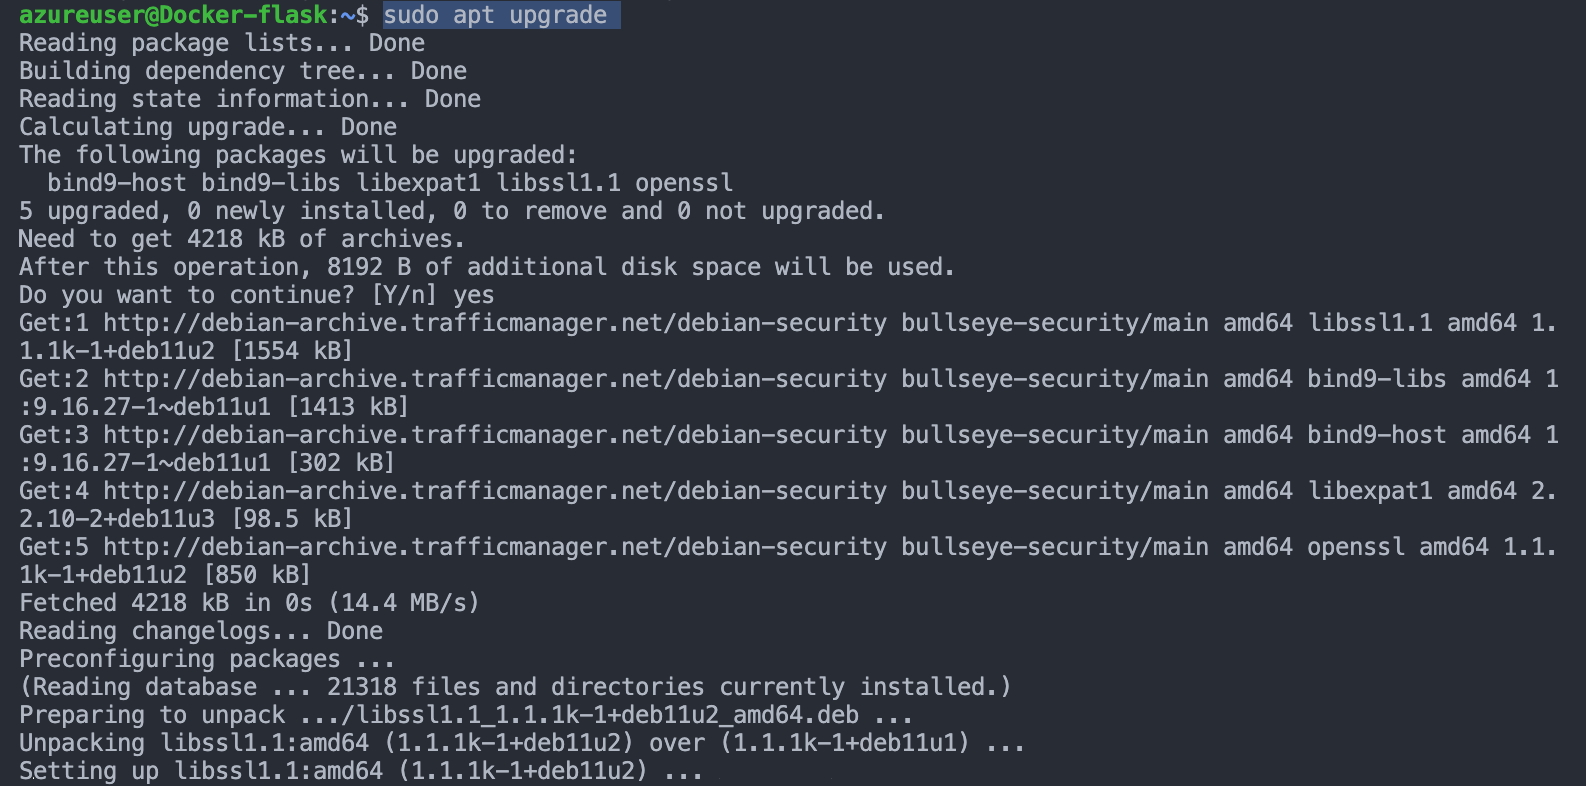 azureuser@Docker-flask:~$ sudo apt upgrade
Reading package lists... Done
Building dependency tree... Done
Reading state information... Done
Calculating upgrade... Done
The following packages will be upgraded:
  bind9-host bind9-libs libexpat1 libssl1.1 openssl
5 upgraded, 0 newly installed, 0 to remove and 0 not upgraded.
Need to get 4218 kB of archives.
After this operation, 8192 B of additional disk space will be used.
Do you want to continue? [Y/n] yes
Get:1 http://debian-archive.trafficmanager.net/debian-security bullseye-security/main amd64 libssl1.1 amd64 1.
1.1k-1+deb11u2 [1554 kB]
Get:2 http://debian-archive.trafficmanager.net/debian-security bullseye-security/main amd64 bind9-libs amd64 1
:9.16.27-1~deb11u1 [1413 kB]
Get:3 http://debian-archive.trafficmanager.net/debian-security bullseye-security/main amd64 bind9-host amd64 1
:9.16.27-1~deb11u1 [302 kB]
Get:4 http://debian-archive.trafficmanager.net/debian-security bullseye-security/main amd64 libexpat1 amd64 2.
2.10-2+deb11u3 [98.5 kB]
Get:5 http://debian-archive.trafficmanager.net/debian-security bullseye-security/main amd64 openssl amd64 1.1.
1k-1+deb11u2 [850 kB]
Fetched 4218 kB in 0s (14.4 MB/s)
Reading changelogs... Done
Preconfiguring packages ...
(Reading database ... 21318 files and directories currently installed.)
Preparing to unpack .../libssl1.1_1.1.1k-1+deb11u2_amd64.deb ...
Unpacking libssl1.1:amd64 (1.1.1k-1+deb11u2) over (1.1.1k-1+deb11u1) ...
Setting up libssl1.1:amd64 (1.1.1k-1+deb11u2) ...